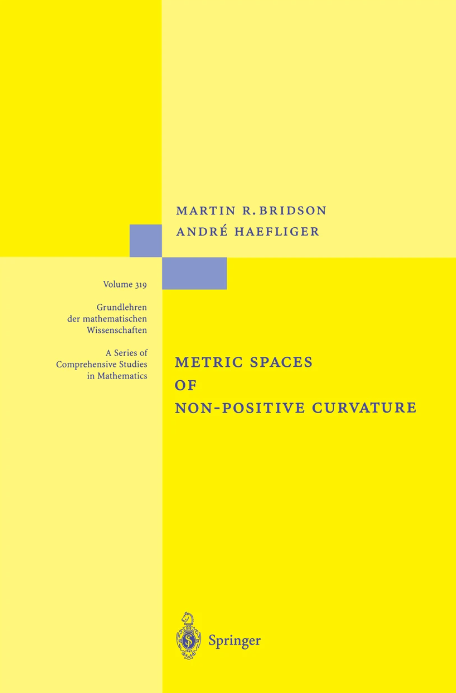 MARTIN R. BRIDSON
ANDRÉ HAEFLIGER
Volume 319
Grundlehren
der mathematischen
Wissenschaften
A Series of
Comprehensive Studies
in Mathematics
METRIC SPACES
OF
NON-POSITIVE CURVATURE
Springer